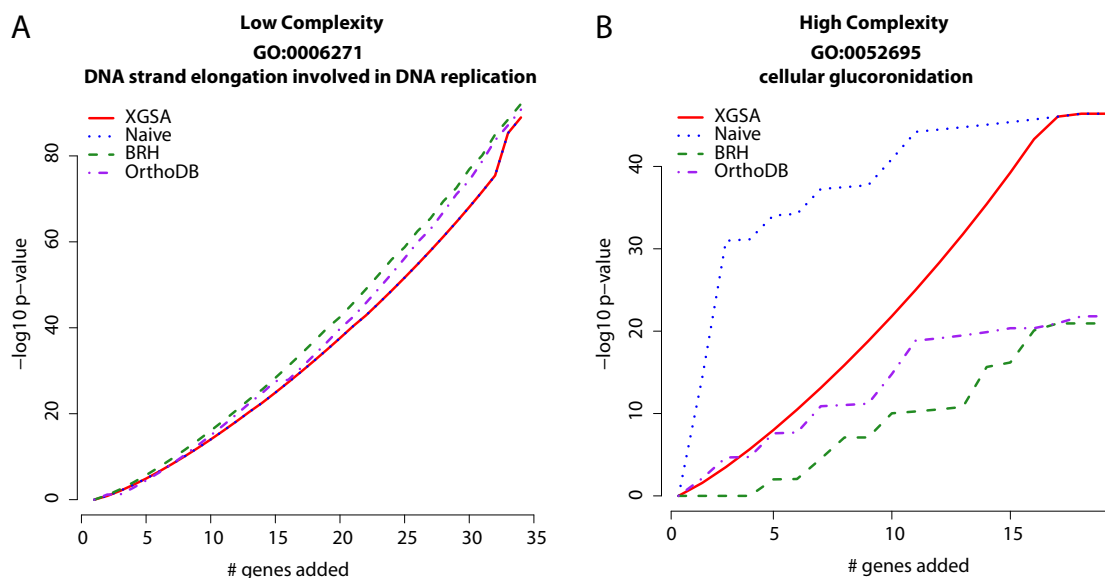 A
Low Complexity
GO:0006271
DNA strand elongation involved in DNA replication
XGSA
Naive
BRH
OrthoDB
−log10 p−value
0
20
40
60
80
0
5
10
15
20
25
30
35
# genes added
B
High Complexity
GO:0052695
cellular glucoronidation
XGSA
Naive
BRH
OrthoDB
−log10 p−value
0
10
20
30
40
0
5
10
15
# genes added